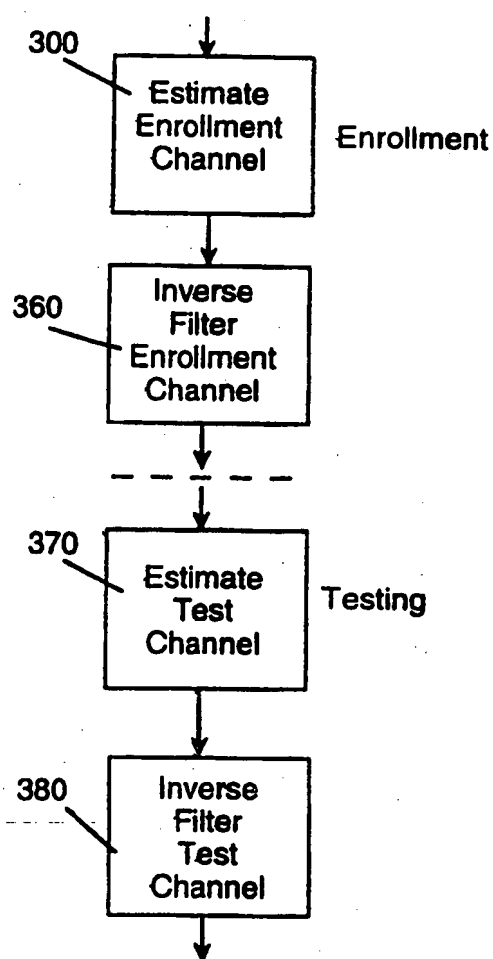 300
Estimate
Enrollment
Channel
Enrollment
360
Inverse
Filter
Enrollment
Channel
370
Estimate
Test
Channel
Testing
380
Inverse
Filter
Test
Channel